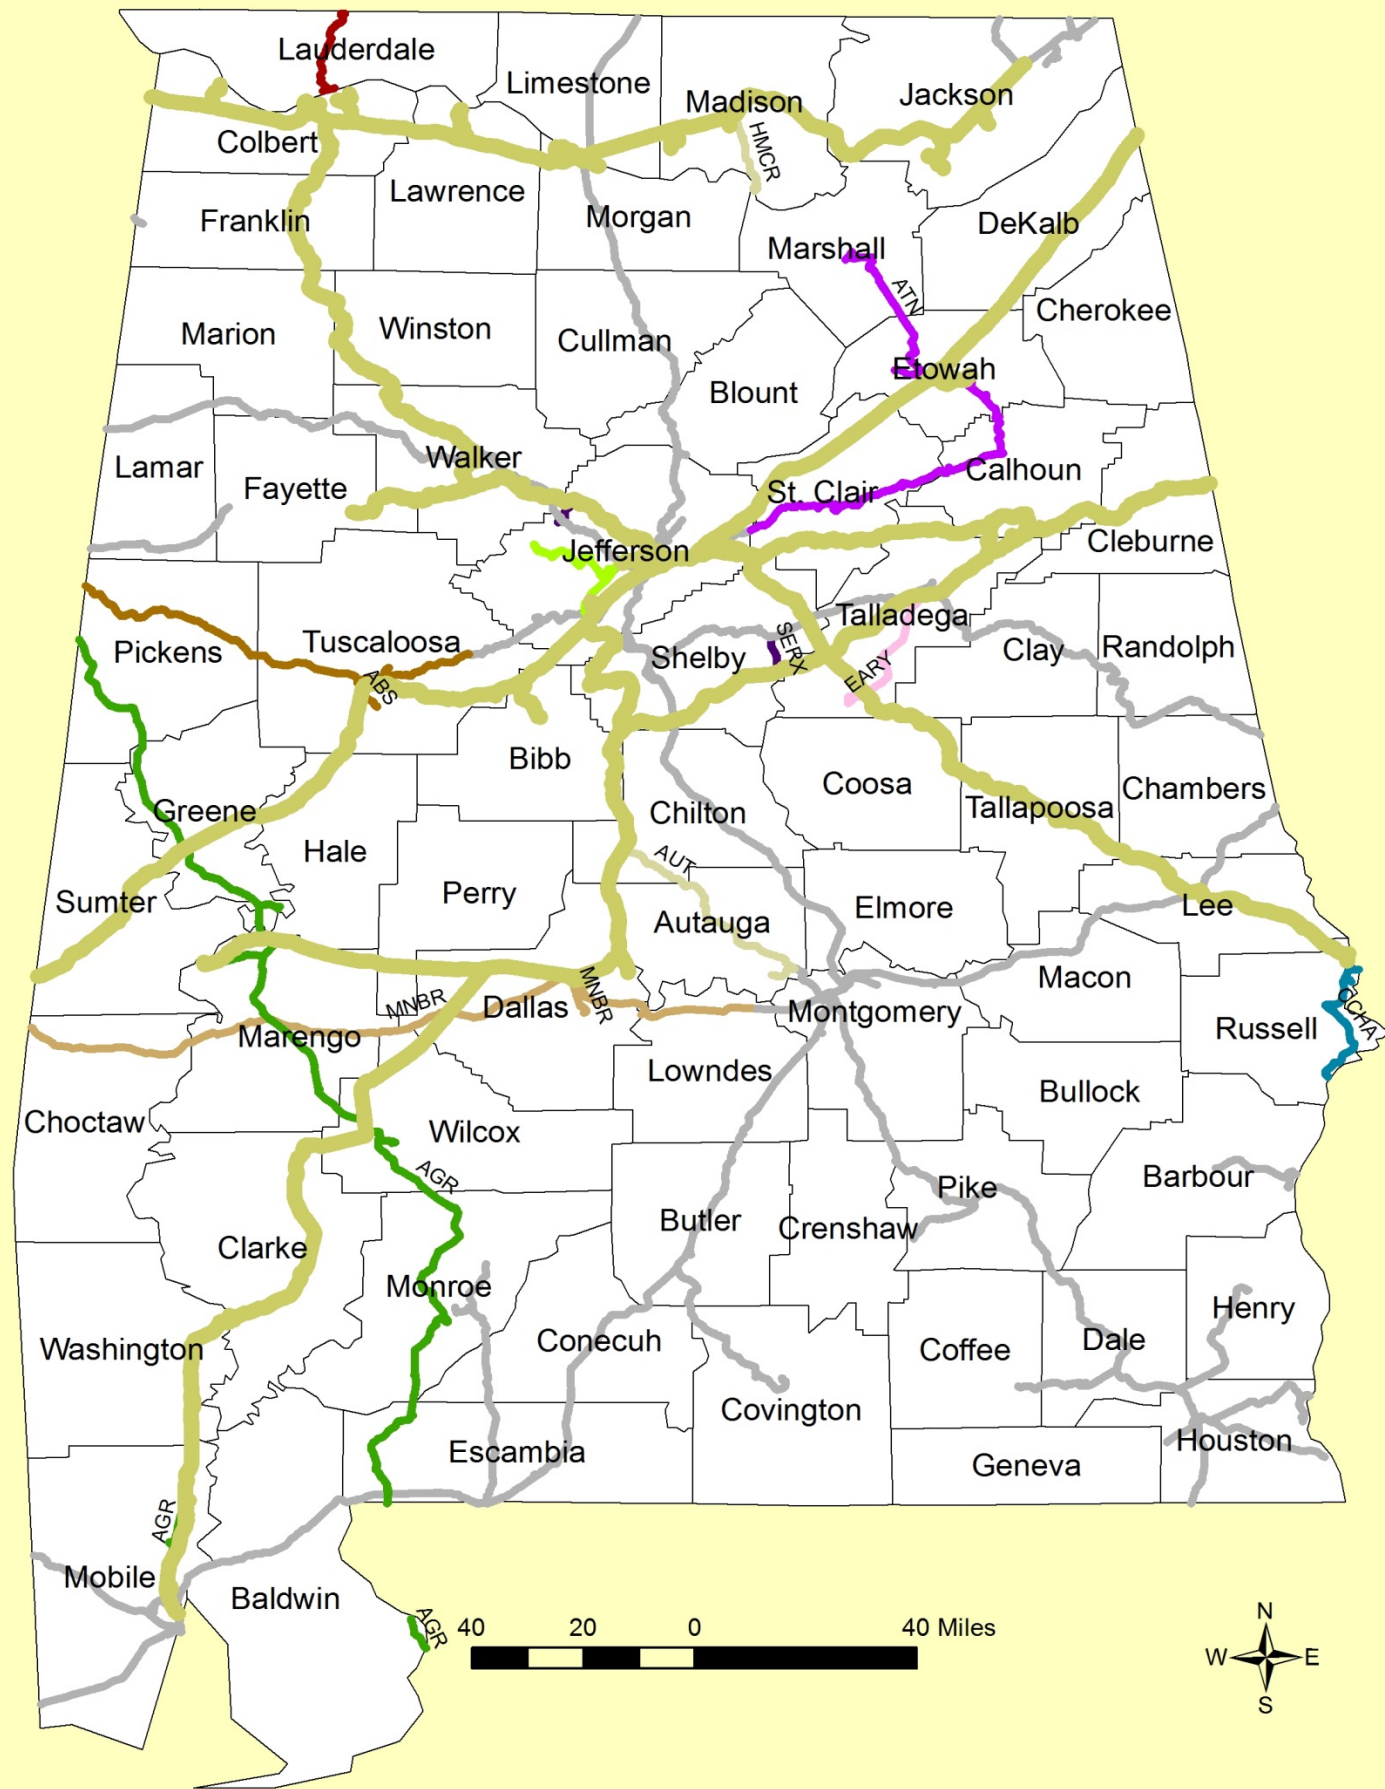 Lauderdale
Limestone
Madison
Jackson
Colbert
HMCR
Lawrence
Franklin
Morgan
DeKalb
Marshall
ATN
Cherokee
Marion
Winston
Cullman
Etowah
Blount
Walker
Lamar
Fayette
St. Clair
Calhoun
Jefferson
Cleburne
Talladega
Pickens
Tuscaloosa
Shelby
SERX
Clay
Randolph
EARY
ABS
Bibb
Coosa
Chambers
Greene
Chilton
Tallapoosa
Hale
AUT
Perry
Sumter
Autauga
Elmore
Lee
Macon
MNBR
Dallas
MNBR
Montgomery
CCHA
Russell
Marengo
Lowndes
Bullock
Choctaw
Wilcox
AGR
Barbour
Pike
Butler
Crenshaw
Clarke
Monroe
Henry
Washington
Conecuh
Coffee
Dale
Covington
Escambia
Houston
Geneva
AGR
Mobile
Baldwin
AGR
40 20 0 40 Miles
N
W E
S